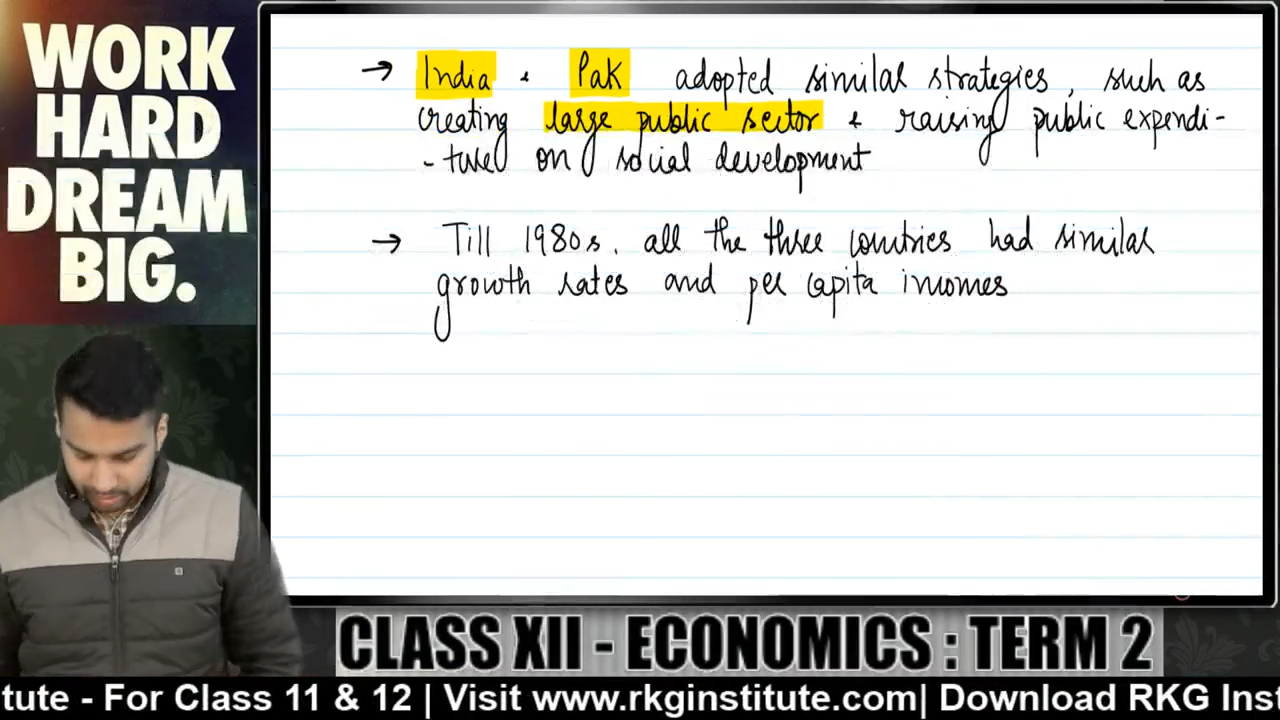 WORK
HARD
DREAM
BIG.
→ India & Pak adopted similar strategies, such as
creating large public sector & raising public expendi-
-ture on social development
→ Till 1980s, all the three countries had similar
growth rates and per capita incomes
CLASS XII - ECONOMICS : TERM 2
tute - For Class 11 & 12 | Visit www.rkginstitute.com| Download RKG Inst